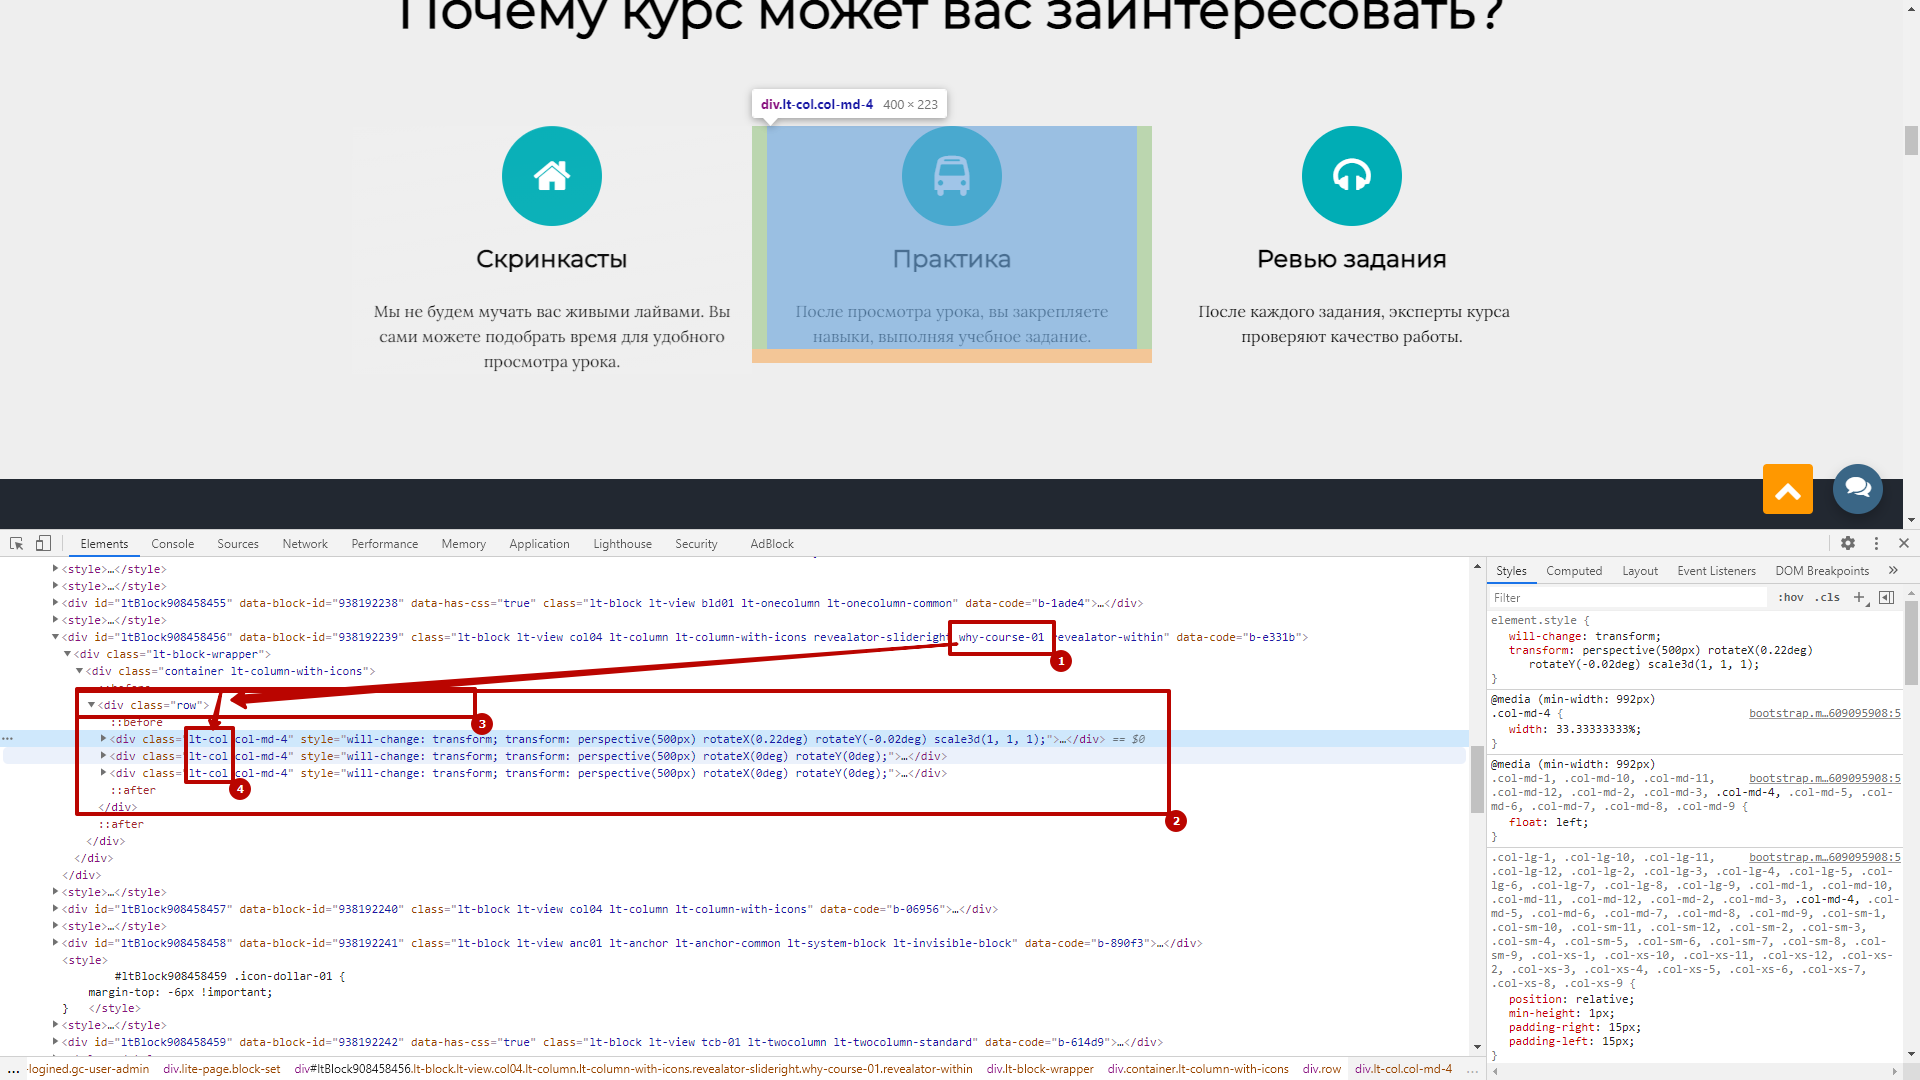 Почему курс может вас заинтересовать?
div.lt-col.col-md-4 400 × 223
Скринкасты
Практика
Ревью задания
Мы не будем мучать вас живыми лайвами. Вы
сами можете подобрать время для удобного
просмотра урока.
После просмотра урока, вы закрепляете
навыки, выполняя учебное задание.
После каждого задания, эксперты курса
проверяют качество работы.
Elements Console Sources Network Performance Memory Application Lighthouse Security AdBlock
<style>…</style>
<style>…</style>
<div id="ltBlock908458455" data-block-id="938192238" data-has-css="true" class="lt-block lt-view bld01 lt-onecolumn lt-onecolumn-common" data-code="b-1ade4">…</div>
<style>…</style>
<div id="ltBlock908458456" data-block-id="938192239" class="lt-block lt-view col04 lt-column lt-column-with-icons revealator-slideright why-course-01 revealator-within" data-code="b-e331b">
1
<div class="lt-block-wrapper">
<div class="container lt-column-with-icons">
::before
<div class="row">
3
::before
<div class="lt-col col-md-4" style="will-change: transform; transform: perspective(500px) rotateX(0.22deg) rotateY(-0.02deg) scale3d(1, 1, 1);">…</div> == $0
<div class="lt-col col-md-4" style="will-change: transform; transform: perspective(500px) rotateX(0deg) rotateY(0deg);">…</div>
<div class="lt-col col-md-4" style="will-change: transform; transform: perspective(500px) rotateX(0deg) rotateY(0deg);">…</div>
4
::after
</div>
2
::after
</div>
</div>
</div>
<style>…</style>
<div id="ltBlock908458457" data-block-id="938192240" class="lt-block lt-view col04 lt-column lt-column-with-icons" data-code="b-06956">…</div>
<style>…</style>
<div id="ltBlock908458458" data-block-id="938192241" class="lt-block lt-view anc01 lt-anchor lt-anchor-common lt-system-block lt-invisible-block" data-code="b-890f3">…</div>
<style>
#ltBlock908458459 .icon-dollar-01 {
margin-top: -6px !important;
} </style>
<style>…</style>
<div id="ltBlock908458459" data-block-id="938192242" data-has-css="true" class="lt-block lt-view tcb-01 lt-twocolumn lt-twocolumn-standard" data-code="b-614d9">…</div>
... -logined.gc-user-admin div.lite-page.block-set div#ltBlock908458456.lt-block.lt-view.col04.lt-column.lt-column-with-icons.revealator-slideright.why-course-01.revealator-within div.lt-block-wrapper div.container.lt-column-with-icons div.row div.lt-col.col-md-4 ...
Styles Computed Layout Event Listeners DOM Breakpoints »
Filter :hov .cls +
element.style {
will-change: transform;
transform: perspective(500px) rotateX(0.22deg)
rotateY(-0.02deg) scale3d(1, 1, 1);
}
@media (min-width: 992px)
.col-md-4 { bootstrap.m…609095908:5
width: 33.33333333%;
}
@media (min-width: 992px)
.col-md-1, .col-md-10, .col-md-11, bootstrap.m…609095908:5
.col-md-12, .col-md-2, .col-md-3, .col-md-4, .col-md-5, .col-
md-6, .col-md-7, .col-md-8, .col-md-9 {
float: left;
}
.col-lg-1, .col-lg-10, .col-lg-11, bootstrap.m…609095908:5
.col-lg-12, .col-lg-2, .col-lg-3, .col-lg-4, .col-lg-5, .col-
lg-6, .col-lg-7, .col-lg-8, .col-lg-9, .col-md-1, .col-md-10,
.col-md-11, .col-md-12, .col-md-2, .col-md-3, .col-md-4, .col-
md-5, .col-md-6, .col-md-7, .col-md-8, .col-md-9, .col-sm-1,
.col-sm-10, .col-sm-11, .col-sm-12, .col-sm-2, .col-sm-3,
.col-sm-4, .col-sm-5, .col-sm-6, .col-sm-7, .col-sm-8, .col-
sm-9, .col-xs-1, .col-xs-10, .col-xs-11, .col-xs-12, .col-xs-
2, .col-xs-3, .col-xs-4, .col-xs-5, .col-xs-6, .col-xs-7,
.col-xs-8, .col-xs-9 {
position: relative;
min-height: 1px;
padding-right: 15px;
padding-left: 15px;
}